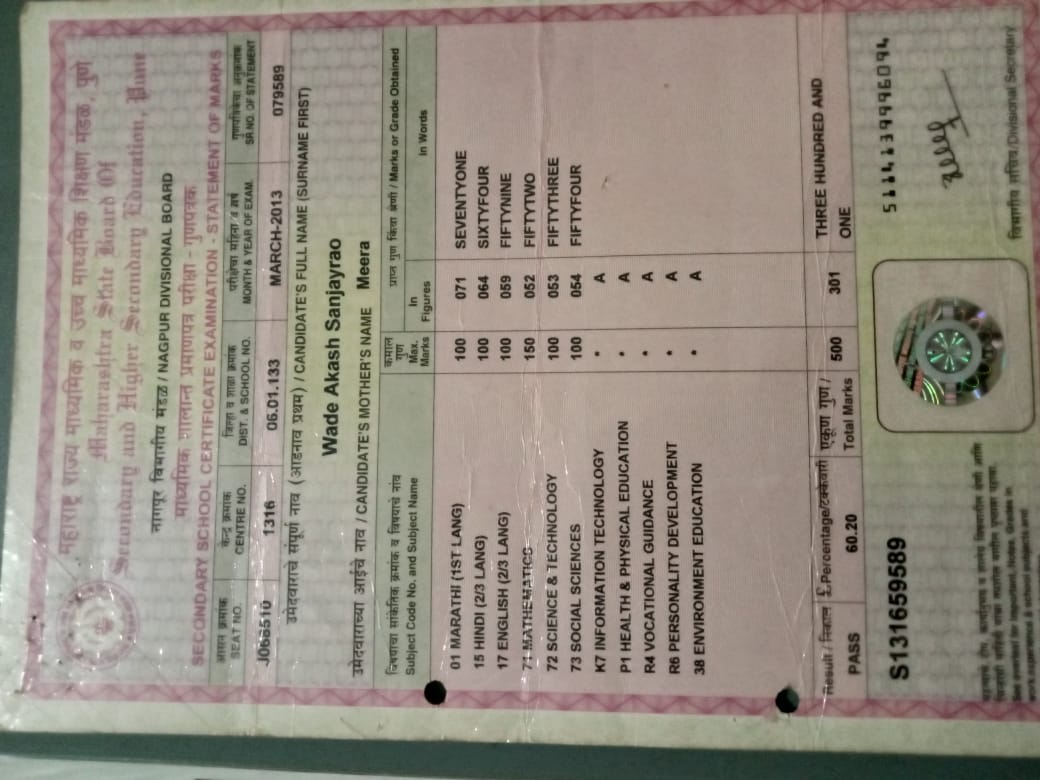 महाराष्ट्र राज्य माध्यमिक व उच्च माध्यमिक शिक्षण मंडळ, पुणे
Maharashtra State Board Of
Secondary and Higher Secondary Education, Pune
नागपूर विभागीय मंडळ / NAGPUR DIVISIONAL BOARD
माध्यमिक शालान्त प्रमाणपत्र परीक्षा - गुणपत्रक
SECONDARY SCHOOL CERTIFICATE EXAMINATION - STATEMENT OF MARKS
आसन क्रमांक केन्द्र क्रमांक जिल्हा व शाळा क्रमांक परीक्षेचा महिना व वर्ष गुणपत्रिकेचा अनुक्रमांक
SEAT NO. CENTRE NO. DIST. & SCHOOL NO. MONTH & YEAR OF EXAM. SR.NO. OF STATEMENT
J068510 1316 06.01.133 MARCH-2013 079589
उमेदवाराचे संपूर्ण नाव (आडनाव प्रथम) / CANDIDATE'S FULL NAME (SURNAME FIRST)
Wade Akash Sanjayrao
उमेदवाराच्या आईचे नाव / CANDIDATE'S MOTHER'S NAME Meera
विषयाचा सांकेतिक क्रमांक व विषयाचे नांव
Subject Code No. and Subject Name
कमाल
गुण
Max.
Marks
प्राप्त गुण किंवा श्रेणी / Marks or Grade Obtained
In
Figures
In Words
01 MARATHI (1ST LANG) 100 071 SEVENTYONE
15 HINDI (2/3 LANG) 100 064 SIXTYFOUR
17 ENGLISH (2/3 LANG) 100 059 FIFTYNINE
71 MATHEMATICS 150 052 FIFTYTWO
72 SCIENCE & TECHNOLOGY 100 053 FIFTYTHREE
73 SOCIAL SCIENCES 100 054 FIFTYFOUR
K7 INFORMATION TECHNOLOGY * A
P1 HEALTH & PHYSICAL EDUCATION * A
R4 VOCATIONAL GUIDANCE * A
R6 PERSONALITY DEVELOPMENT * A
38 ENVIRONMENT EDUCATION * A
Result / निकाल £ Percentage/टक्केवारी एकूण गुण /
Total Marks
PASS 60.20 500 301 THREE HUNDRED AND
ONE
S131659589
5114139996094
विभागीय सचिव/Divisional Secretary
See overleaf for Important, Notes, Grades in
work experience & school subjects and